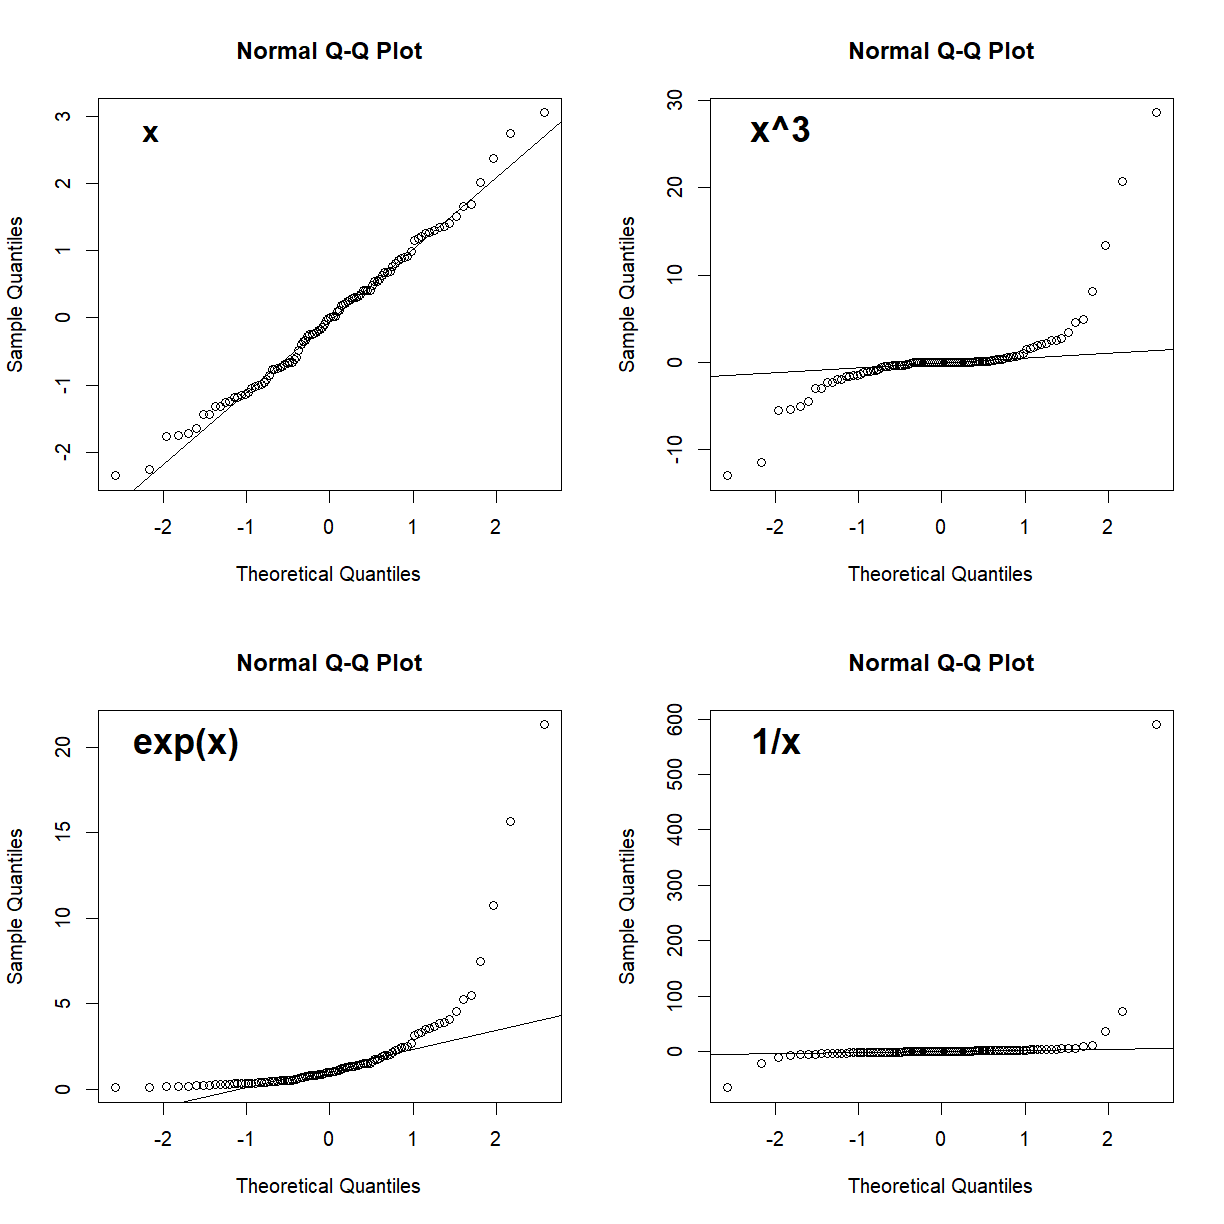 Normal Q-Q Plot
x
Sample Quantiles
3
2
1
0
-1
-2
-2 -1 0 1 2
Theoretical Quantiles
Normal Q-Q Plot
x^3
Sample Quantiles
30
20
10
0
-10
-2 -1 0 1 2
Theoretical Quantiles
Normal Q-Q Plot
exp(x)
Sample Quantiles
20
15
10
5
0
-2 -1 0 1 2
Theoretical Quantiles
Normal Q-Q Plot
1/x
Sample Quantiles
600
500
400
300
200
100
0
-2 -1 0 1 2
Theoretical Quantiles